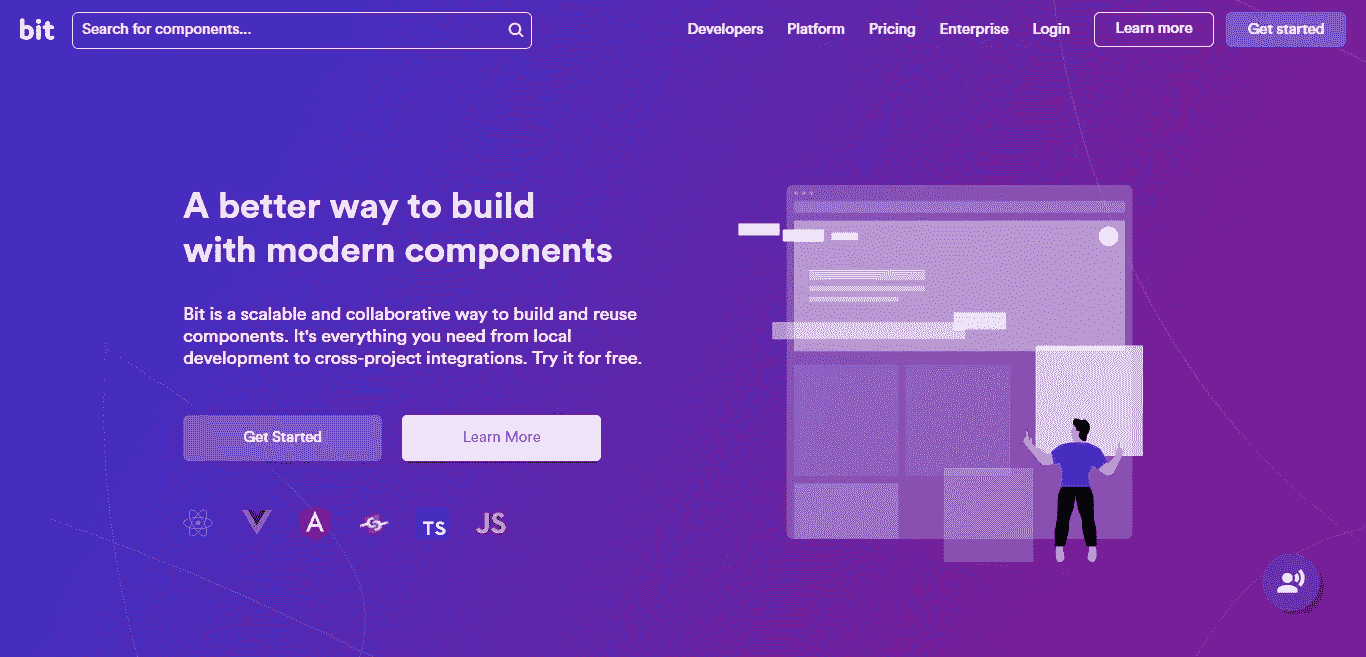 bit
Search for components...
Developers
Platform
Pricing
Enterprise
Login
Learn more
Get started
A better way to build
with modern components
Bit is a scalable and collaborative way to build and reuse
components. It's everything you need from local
development to cross-project integrations. Try it for free.
Get Started
Learn More
A
TS
JS